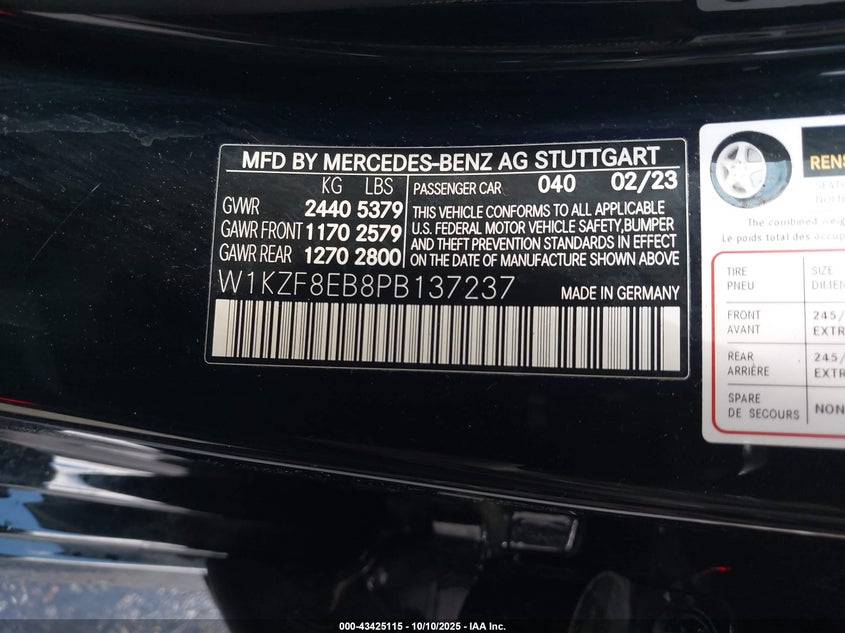 MFD BY MERCEDES-BENZ AG STUTTGART
KG LBS
GVWR 2440 5379
GAWR FRONT 1170 2579
GAWR REAR 1270 2800
PASSENGER CAR 040 02/23
THIS VEHICLE CONFORMS TO ALL APPLICABLE
U.S. FEDERAL MOTOR VEHICLE SAFETY, BUMPER
AND THEFT PREVENTION STANDARDS IN EFFECT
ON THE DATE OF MANUFACTURE SHOWN ABOVE
W1KZF8EB8PB137237
MADE IN GERMANY
RENS
The combined weig
Le poids total des occu
TIRE SIZE
PNEU DIMEN
FRONT 245/
AVANT EXTR
REAR 245/
ARRIÈRE EXTR
SPARE
DE SECOURS NON
000-43425115 - 10/10/2025 - IAA Inc.